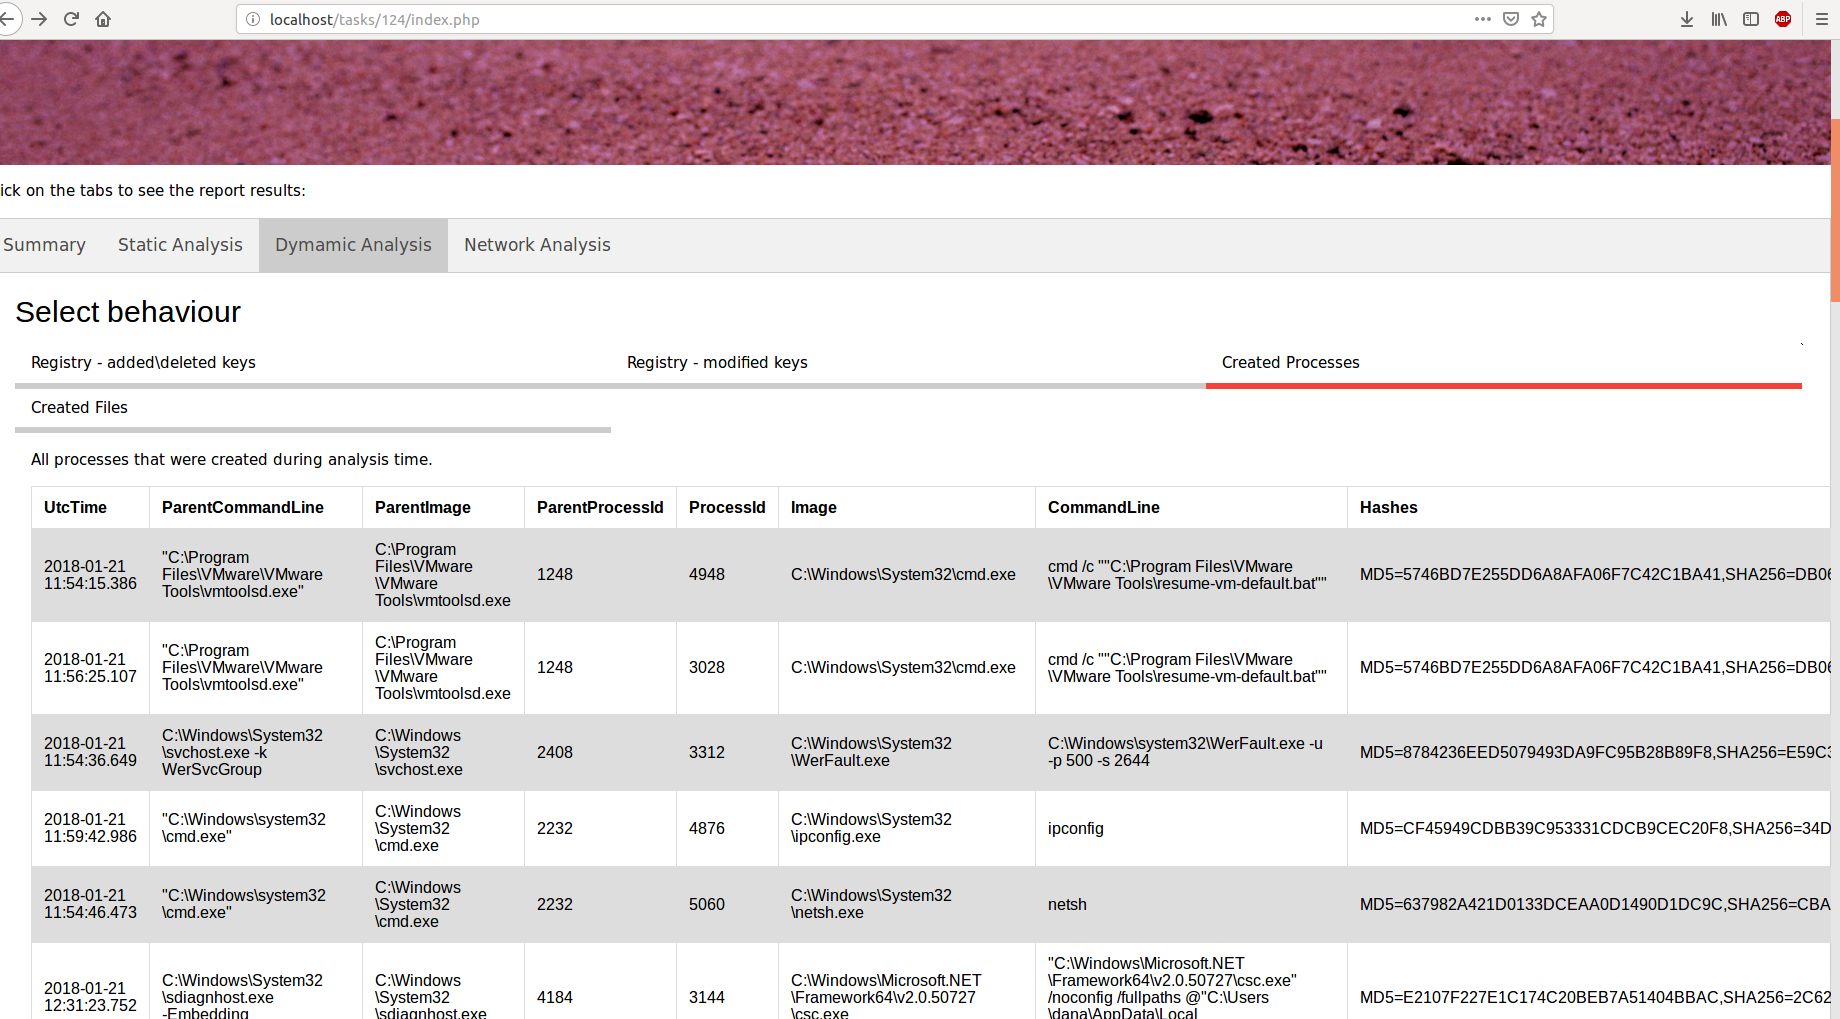 localhost/tasks/124/index.php
ABP
ick on the tabs to see the report results:
Summary Static Analysis Dymamic Analysis Network Analysis
Select behaviour
Registry - added\deleted keys Registry - modified keys Created Processes
Created Files
All processes that were created during analysis time.
UtcTime ParentCommandLine ParentImage ParentProcessId ProcessId Image CommandLine Hashes
2018-01-21
11:54:15.386
"C:\Program
Files\VMware\VMware
Tools\vmtoolsd.exe"
C:\Program
Files\VMware
\VMware
Tools\vmtoolsd.exe
1248
4948
C:\Windows\System32\cmd.exe
cmd /c ""C:\Program Files\VMware
\VMware Tools\resume-vm-default.bat""
MD5=5746BD7E255DD6A8AFA06F7C42C1BA41,SHA256=DB06
2018-01-21
11:56:25.107
"C:\Program
Files\VMware\VMware
Tools\vmtoolsd.exe"
C:\Program
Files\VMware
\VMware
Tools\vmtoolsd.exe
1248
3028
C:\Windows\System32\cmd.exe
cmd /c ""C:\Program Files\VMware
\VMware Tools\resume-vm-default.bat""
MD5=5746BD7E255DD6A8AFA06F7C42C1BA41,SHA256=DB06
2018-01-21
11:54:36.649
C:\Windows\System32
\svchost.exe -k
WerSvcGroup
C:\Windows
\System32
\svchost.exe
2408
3312
C:\Windows\System32
\WerFault.exe
C:\Windows\system32\WerFault.exe -u
-p 500 -s 2644
MD5=8784236EED5079493DA9FC95B28B89F8,SHA256=E59C3
2018-01-21
11:59:42.986
"C:\Windows\system32
\cmd.exe"
C:\Windows
\System32
\cmd.exe
2232
4876
C:\Windows\System32
\ipconfig.exe
ipconfig
MD5=CF45949CDBB39C953331CDCB9CEC20F8,SHA256=34D
2018-01-21
11:54:46.473
"C:\Windows\system32
\cmd.exe"
C:\Windows
\System32
\cmd.exe
2232
5060
C:\Windows\System32
\netsh.exe
netsh
MD5=637982A421D0133DCEAA0D1490D1DC9C,SHA256=CBA
2018-01-21
12:31:23.752
C:\Windows\System32
\sdiagnhost.exe
-Embedding
C:\Windows
\System32
\sdiagnhost.exe
4184
3144
C:\Windows\Microsoft.NET
\Framework64\v2.0.50727
\csc.exe
"C:\Windows\Microsoft.NET
\Framework64\v2.0.50727\csc.exe"
/noconfig /fullpaths @"C:\Users
\dana\AppData\Local
MD5=E2107F227E1C174C20BEB7A51404BBAC,SHA256=2C62